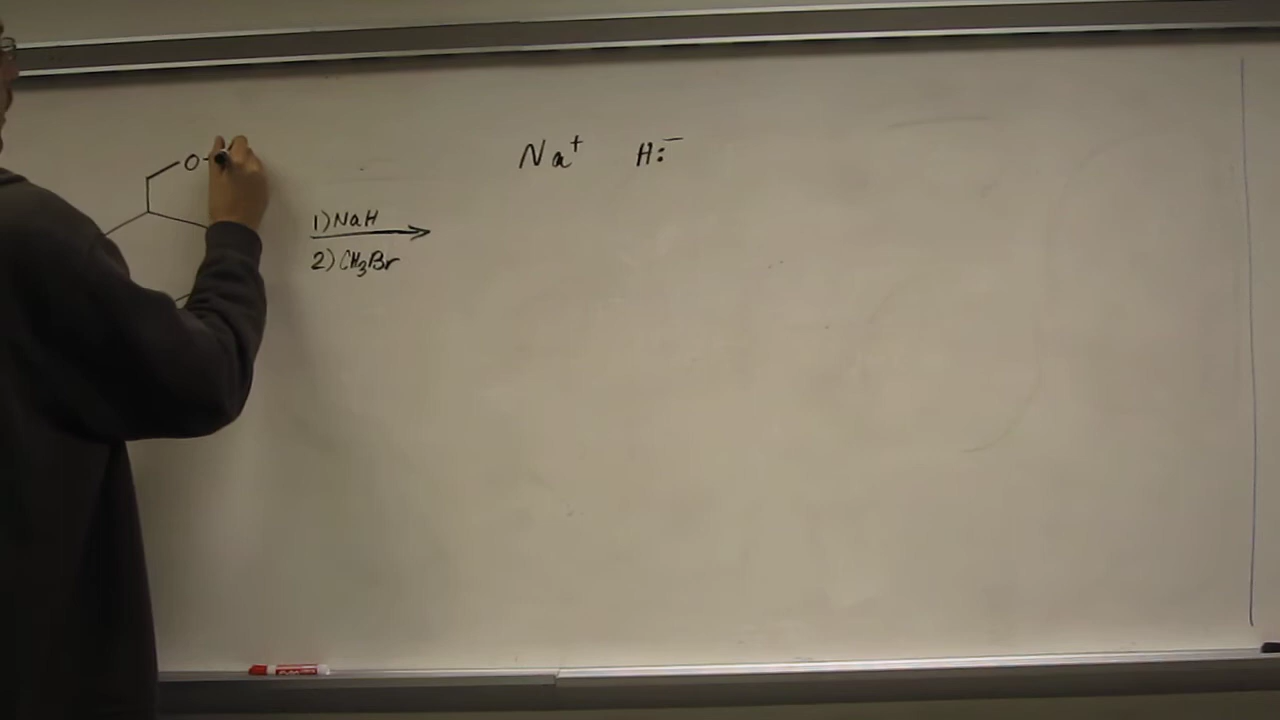 O-
Na⁺ H:⁻
1) NaH
2) CH₃Br